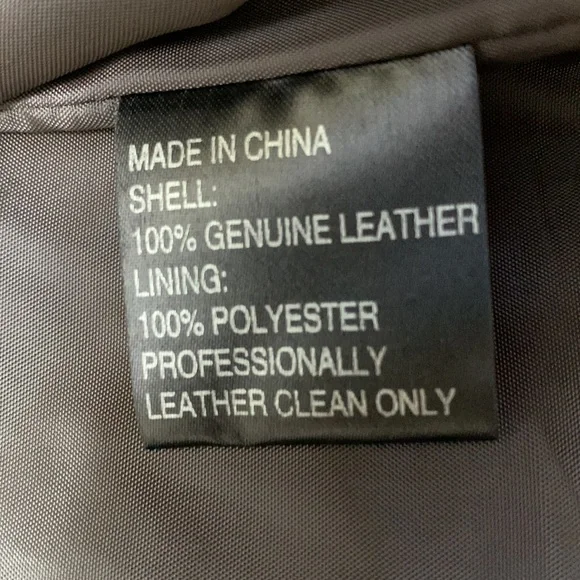 MADE IN CHINA
SHELL:
100% GENUINE LEATHER
LINING:
100% POLYESTER
PROFESSIONALLY
LEATHER CLEAN ONLY